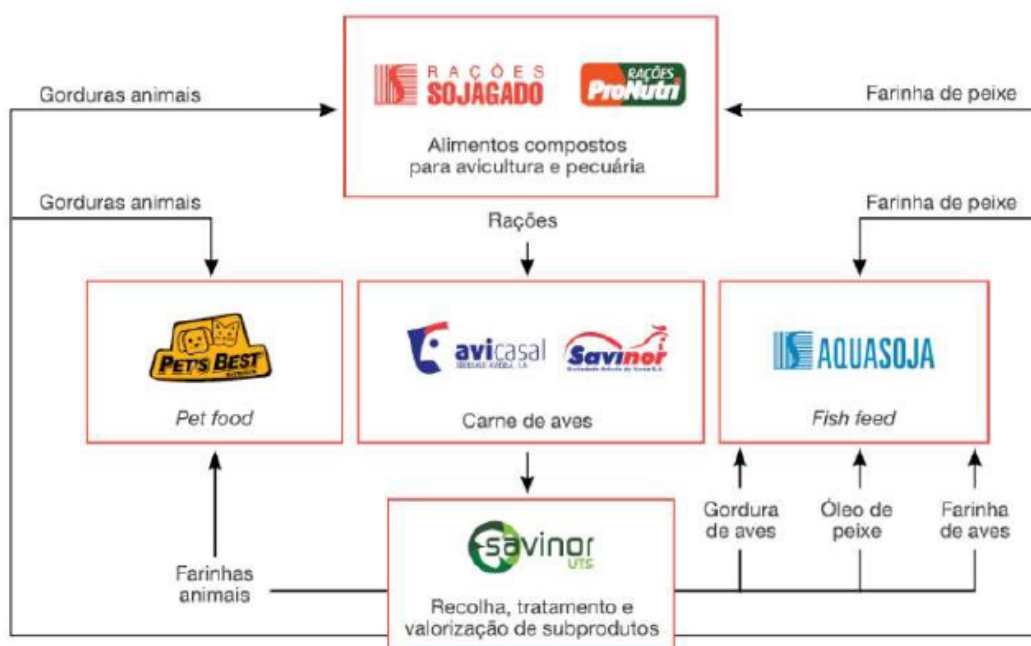 Gorduras animais
RAÇÕES
SOJAGADO
RAÇÕES
ProNutri
Farinha de peixe
Alimentos compostos
para avicultura e pecuária
Gorduras animais
Rações
Farinha de peixe
PET'S BEST
Pet food
avicasal
Savinor
Carne de aves
AQUASOJA
Fish feed
savinor
UTS
Recolha, tratamento e
valorização de subprodutos
Farinhas
animais
Gordura
de aves
Óleo de
peixe
Farinha
de aves